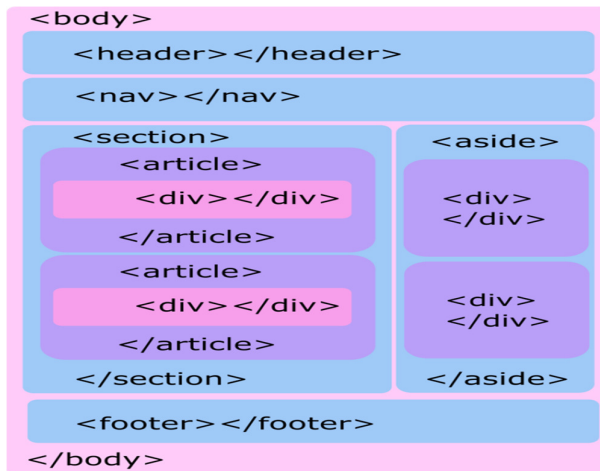 <body>
<header></header>
<nav></nav>
<section>
<article>
<div></div>
</article>
<article>
<div></div>
</article>
</section>
<aside>
<div>
</div>
<div>
</div>
</aside>
<footer></footer>
</body>